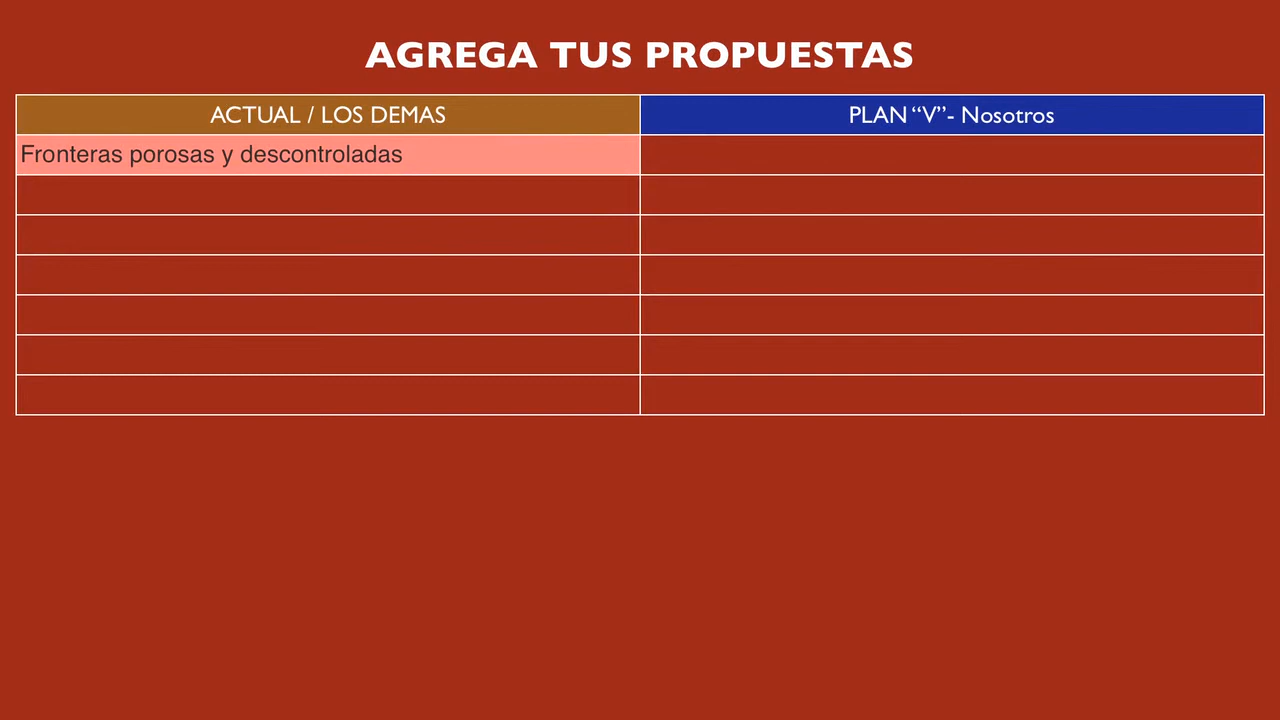 AGREGA TUS PROPUESTAS
ACTUAL / LOS DEMAS
PLAN “V”- Nosotros
Fronteras porosas y descontroladas